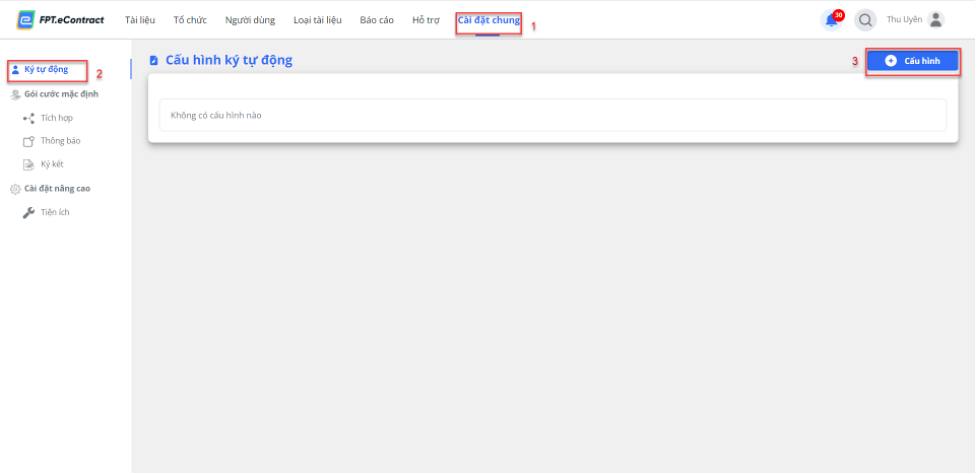 FPT.eContract Tài liệu Tổ chức Người dùng Loại tài liệu Báo cáo Hỗ trợ Cài đặt chung 1 30 Thu Uyên
Ký tự động 2
Gói cước mặc định
Tích hợp
Thông báo
Ký kết
Cài đặt nâng cao
Tiện ích
Cấu hình ký tự động 3 Cấu hình
Không có cấu hình nào